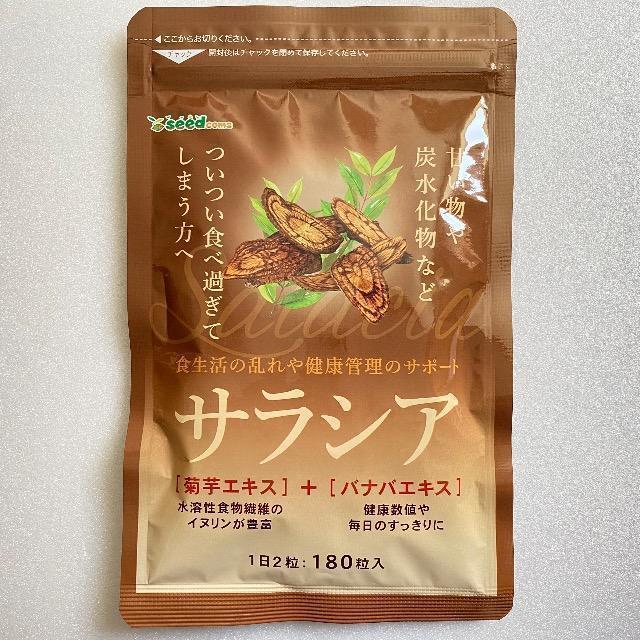 ここからお切りください。
チャック
開封後はチャックを閉めて保存してください。
seedcoms
甘い物や
炭水化物など
ついつい食べ過ぎて
しまう方へ
Salacia
食生活の乱れや健康管理のサポート
サラシア
[菊芋エキス]+[バナバエキス]
水溶性食物繊維の
イヌリンが豊富
健康数値や
毎日のすっきりに
1日2粒:180粒入